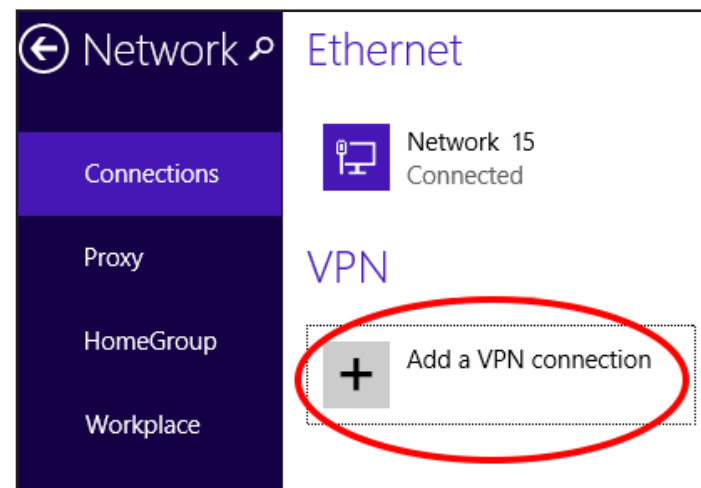 Network
Connections
Proxy
HomeGroup
Workplace
Ethernet
Network 15
Connected
VPN
Add a VPN connection